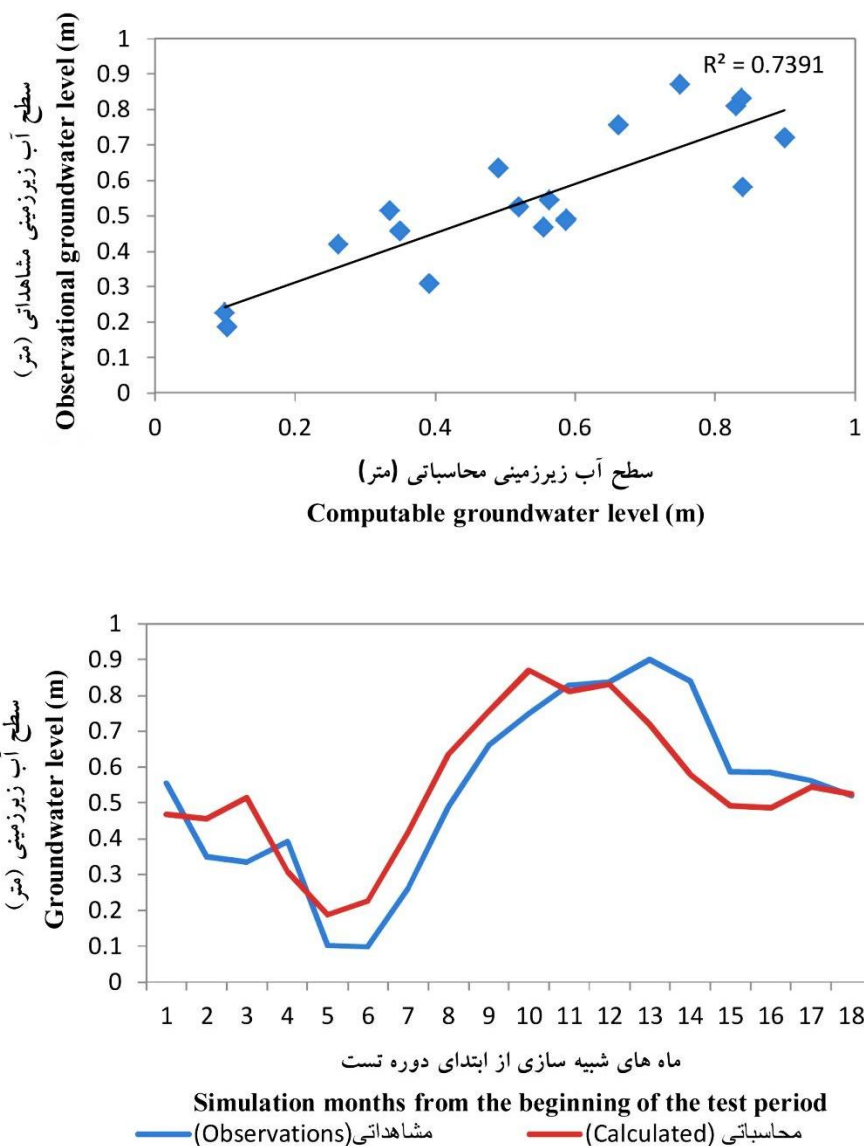 سطح آب زیرزمینی مشاهداتی (متر)
Observational groundwater level (m)
1
0.9
0.8
0.7
0.6
0.5
0.4
0.3
0.2
0.1
0
R² = 0.7391
0 0.2 0.4 0.6 0.8 1
سطح آب زیرزمینی محاسباتی (متر)
Computable groundwater level (m)
سطح آب زیرزمینی (متر)
Groundwater level (m)
1
0.9
0.8
0.7
0.6
0.5
0.4
0.3
0.2
0.1
0
1 2 3 4 5 6 7 8 9 10 11 12 13 14 15 16 17 18
ماه های شبیه سازی از ابتدای دوره تست
Simulation months from the beginning of the test period
مشاهداتی(Observations) محاسباتی (Calculated)